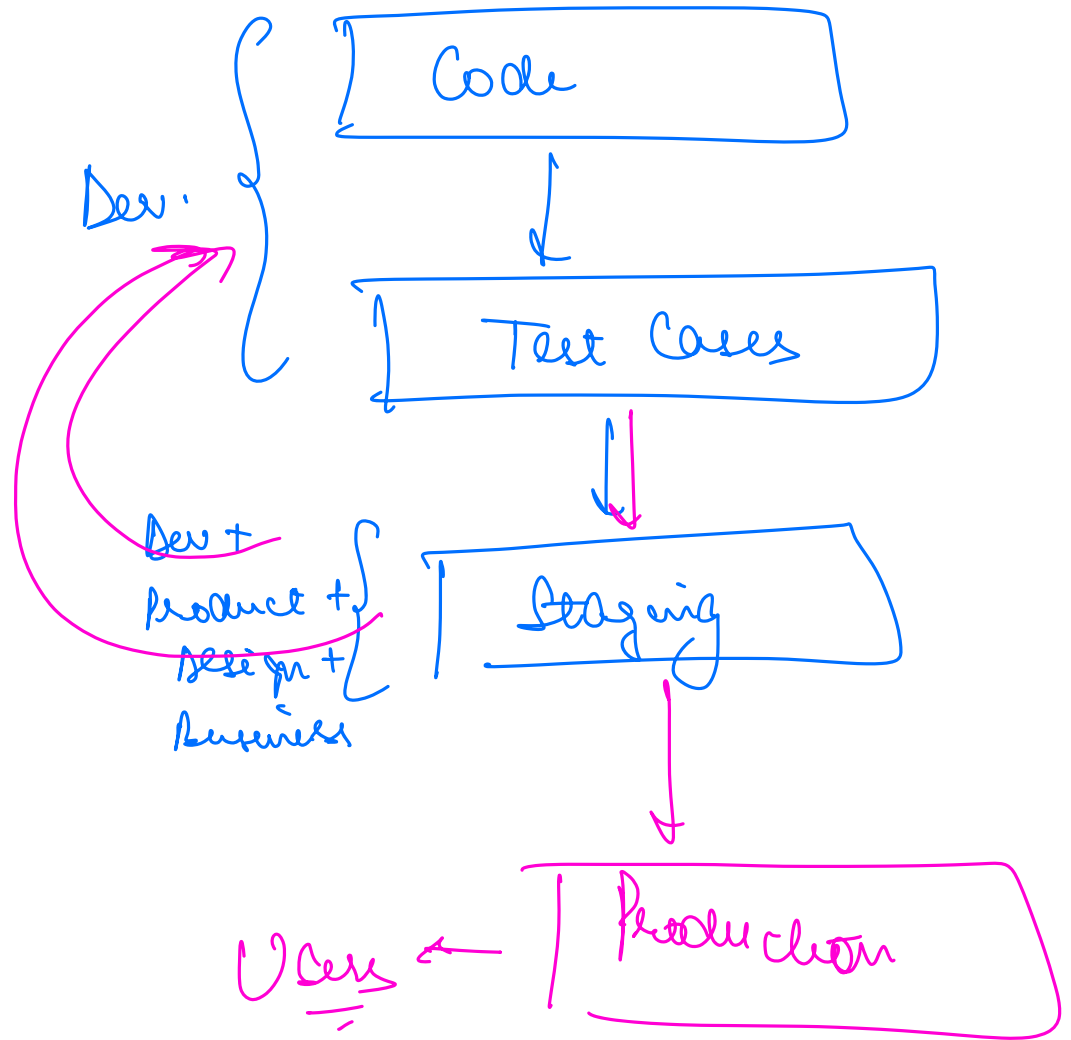 Code
Dev.
Test Cases
Dev +
Product +
Design +
Business
Staging
Production
Users